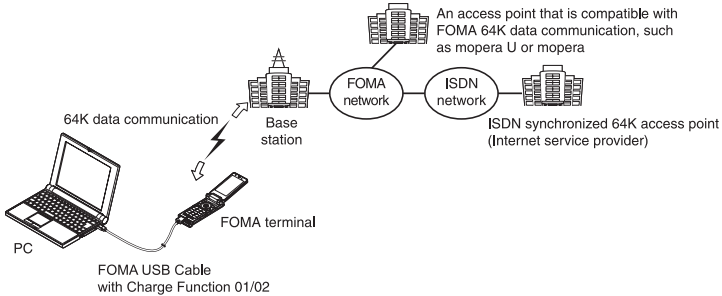 An access point that is compatible with
FOMA 64K data communication, such
as mopera U or mopera
FOMA
network
ISDN
network
64K data communication
Base
station
ISDN synchronized 64K access point
(Internet service provider)
FOMA terminal
PC
FOMA USB Cable
with Charge Function 01/02